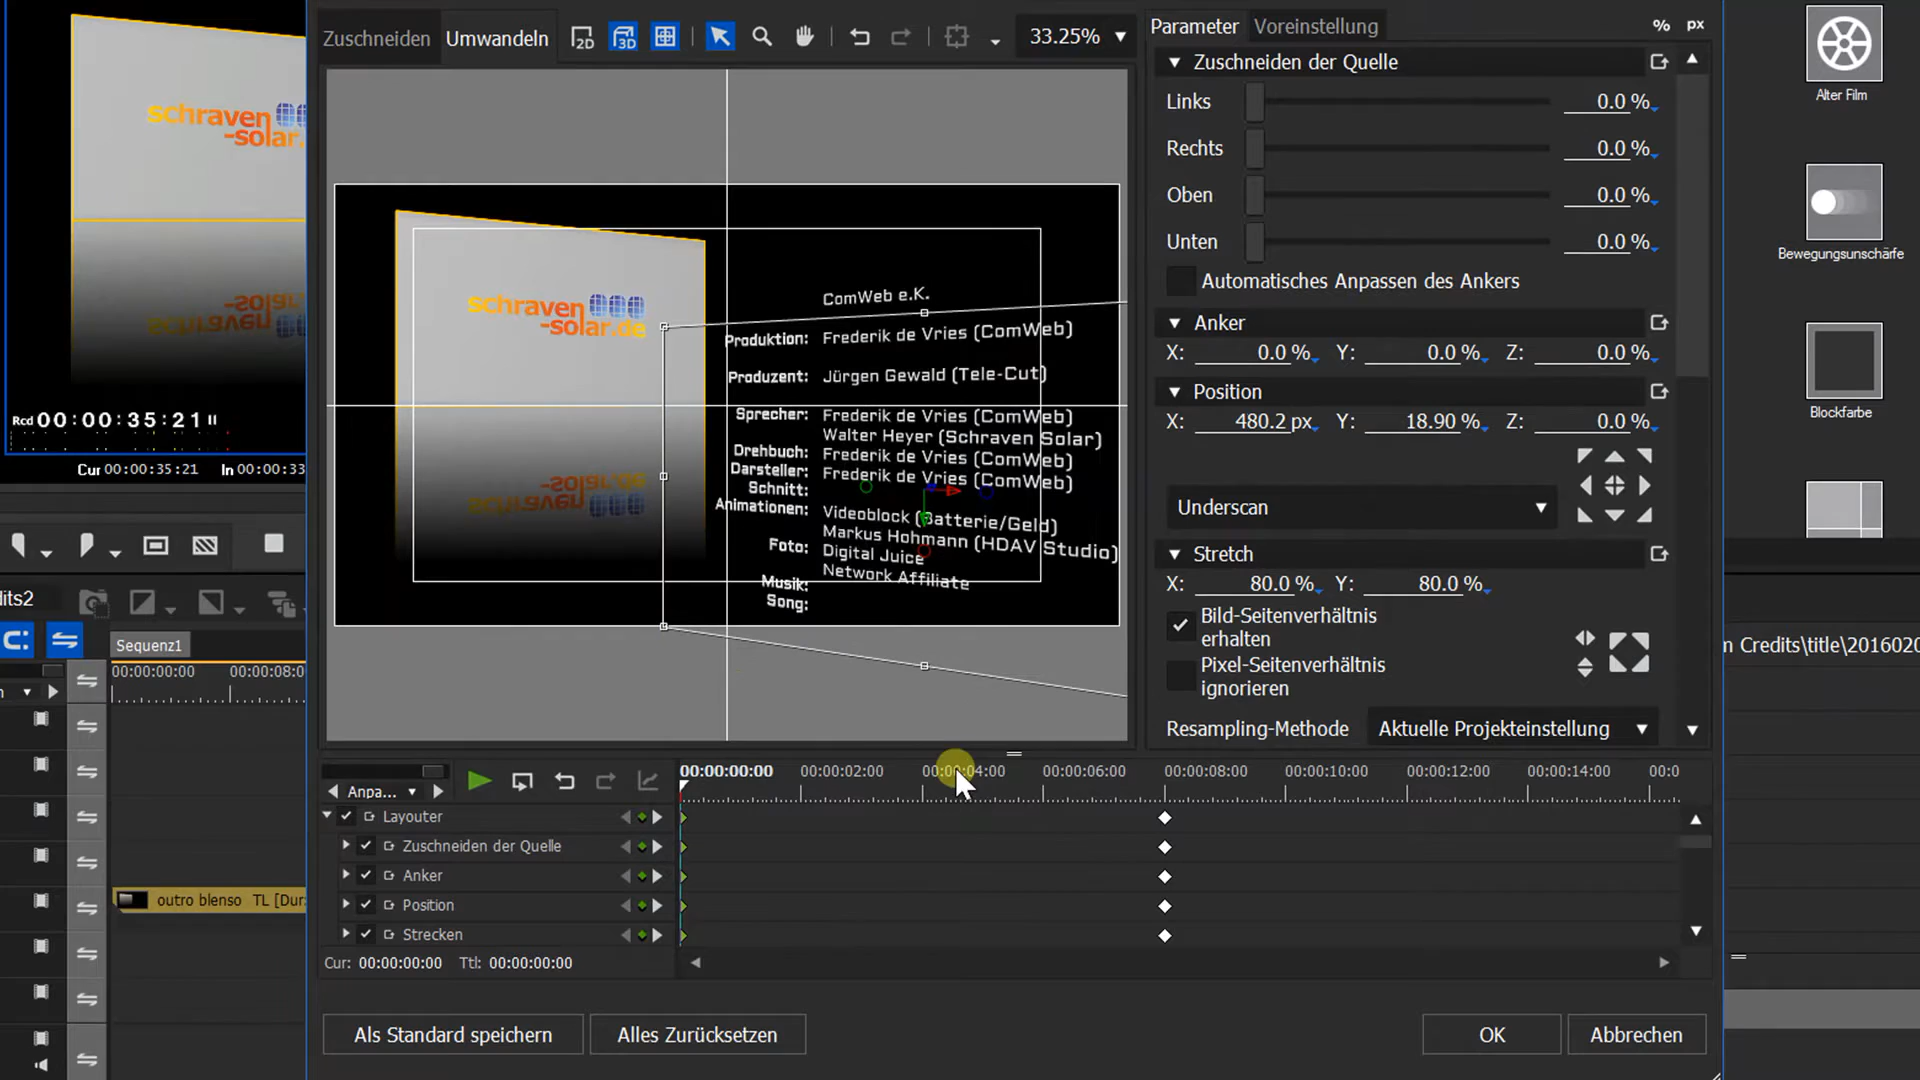 Zuschneiden
Umwandeln
2D
3D
33.25%
Parameter
Voreinstellung
%
px
Alter Film
schraven
-solar.
Rcd 00:00:35:21
Cur 00:00:35:21
In 00:00:33
schraven
-solar.de
ComWeb e.K.
Produktion: Frederik de Vries (ComWeb)
Produzent: Jürgen Gewald (Tele-Cut)
Sprecher: Frederik de Vries (ComWeb)
Walter Heyer (Schraven Solar)
Drehbuch: Frederik de Vries (ComWeb)
Darsteller: Frederik de Vries (ComWeb)
Schnitt:
Animationen: Videoblock (Batterie/Geld)
Markus Hohmann (HDAV Studio)
Foto: Digital Juice
Network Affiliate
Musik:
Song:
Zuschneiden der Quelle
Links 0.0 %
Rechts 0.0 %
Oben 0.0 %
Unten 0.0 %
Automatisches Anpassen des Ankers
Anker
X: 0.0 % Y: 0.0 % Z: 0.0 %
Position
X: 480.2 px Y: 18.90 % Z: 0.0 %
Underscan
Stretch
X: 80.0 % Y: 80.0 %
Bild-Seitenverhältnis
erhalten
Pixel-Seitenverhältnis
ignorieren
Resampling-Methode Aktuelle Projekteinstellung
Bewegungsunschärfe
Blockfarbe
dits2
Sequenz1
00:00:00:00 00:00:08:0
outro blenso TL [Dur:
n Credits\title\2016020
Anpa...
00:00:00:00 00:00:02:00 00:00:04:00 00:00:06:00 00:00:08:00 00:00:10:00 00:00:12:00 00:00:14:00 00:0
Layouter
Zuschneiden der Quelle
Anker
Position
Strecken
Cur: 00:00:00:00 Ttl: 00:00:00:00
Als Standard speichern
Alles Zurücksetzen
OK
Abbrechen